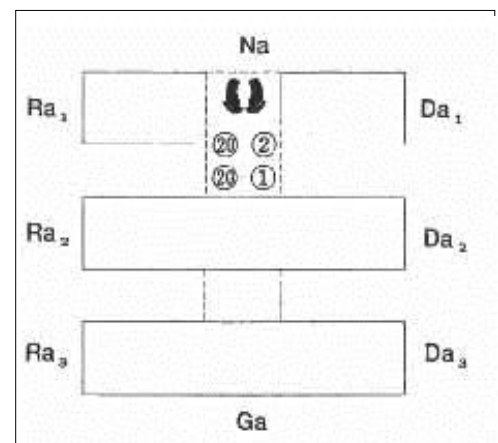 Na
Ra₁ Da₁
⑳ ②
⑳ ①
Ra₂ Da₂
Ra₃ Da₃
Ga